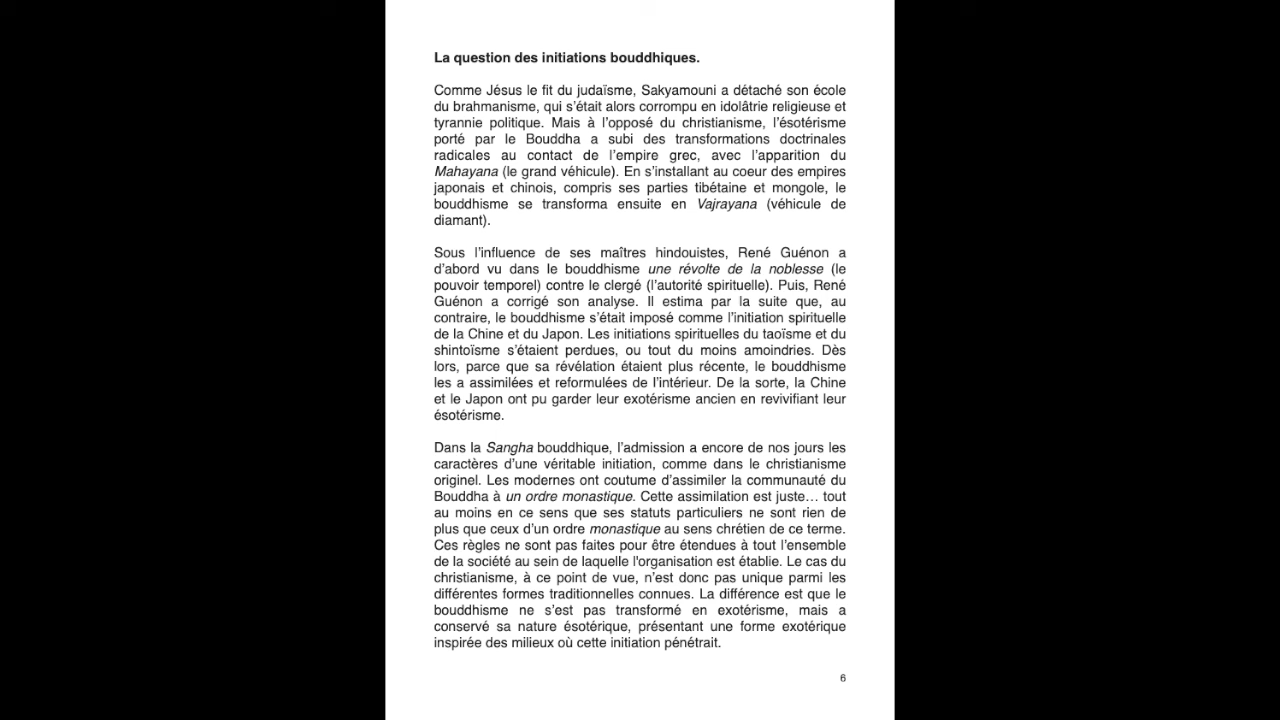 La question des initiations bouddhiques.
Comme Jésus le fit du judaïsme, Sakyamouni a détaché son école
du brahmanisme, qui s'était alors corrompu en idolâtrie religieuse et
tyrannie politique. Mais à l'opposé du christianisme, l'ésotérisme
porté par le Bouddha a subi des transformations doctrinales
radicales au contact de l'empire grec, avec l'apparition du
Mahayana (le grand véhicule). En s'installant au coeur des empires
japonais et chinois, compris ses parties tibétaine et mongole, le
bouddhisme se transforma ensuite en Vajrayana (véhicule de
diamant).
Sous l'influence de ses maîtres hindouistes, René Guénon a
d'abord vu dans le bouddhisme une révolte de la noblesse (le
pouvoir temporel) contre le clergé (l'autorité spirituelle). Puis, René
Guénon a corrigé son analyse. Il estima par la suite que, au
contraire, le bouddhisme s'était imposé comme l'initiation spirituelle
de la Chine et du Japon. Les initiations spirituelles du taoïsme et du
shintoïsme s'étaient perdues, ou tout du moins amoindries. Dès
lors, parce que sa révélation étaient plus récente, le bouddhisme
les a assimilées et reformulées de l'intérieur. De la sorte, la Chine
et le Japon ont pu garder leur exotérisme ancien en revivifiant leur
ésotérisme.
Dans la Sangha bouddhique, l'admission a encore de nos jours les
caractères d'une véritable initiation, comme dans le christianisme
originel. Les modernes ont coutume d'assimiler la communauté du
Bouddha à un ordre monastique. Cette assimilation est juste… tout
au moins en ce sens que ses statuts particuliers ne sont rien de
plus que ceux d'un ordre monastique au sens chrétien de ce terme.
Ces règles ne sont pas faites pour être étendues à tout l'ensemble
de la société au sein de laquelle l'organisation est établie. Le cas du
christianisme, à ce point de vue, n'est donc pas unique parmi les
différentes formes traditionnelles connues. La différence est que le
bouddhisme ne s'est pas transformé en exotérisme, mais a
conservé sa nature ésotérique, présentant une forme exotérique
inspirée des milieux où cette initiation pénétrait.
6